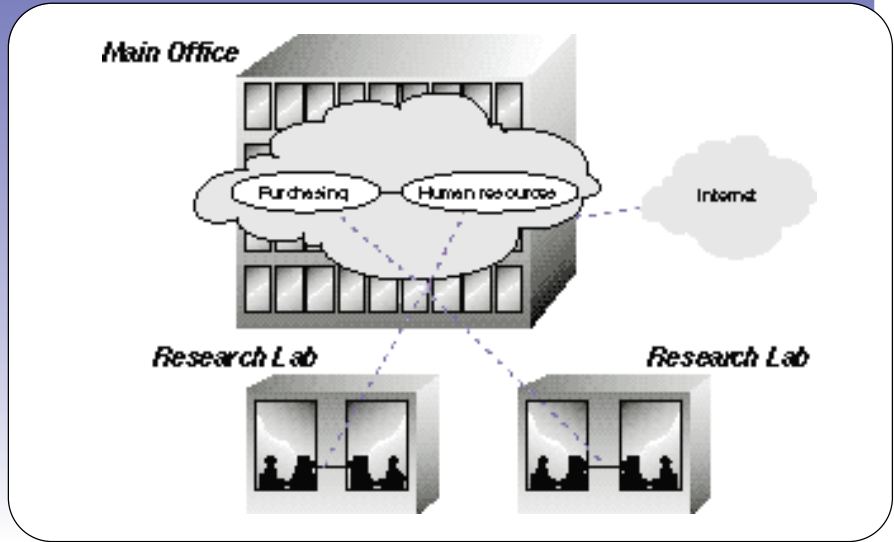 Main Office
Purchasing
Human resources
Internet
Research Lab
Research Lab